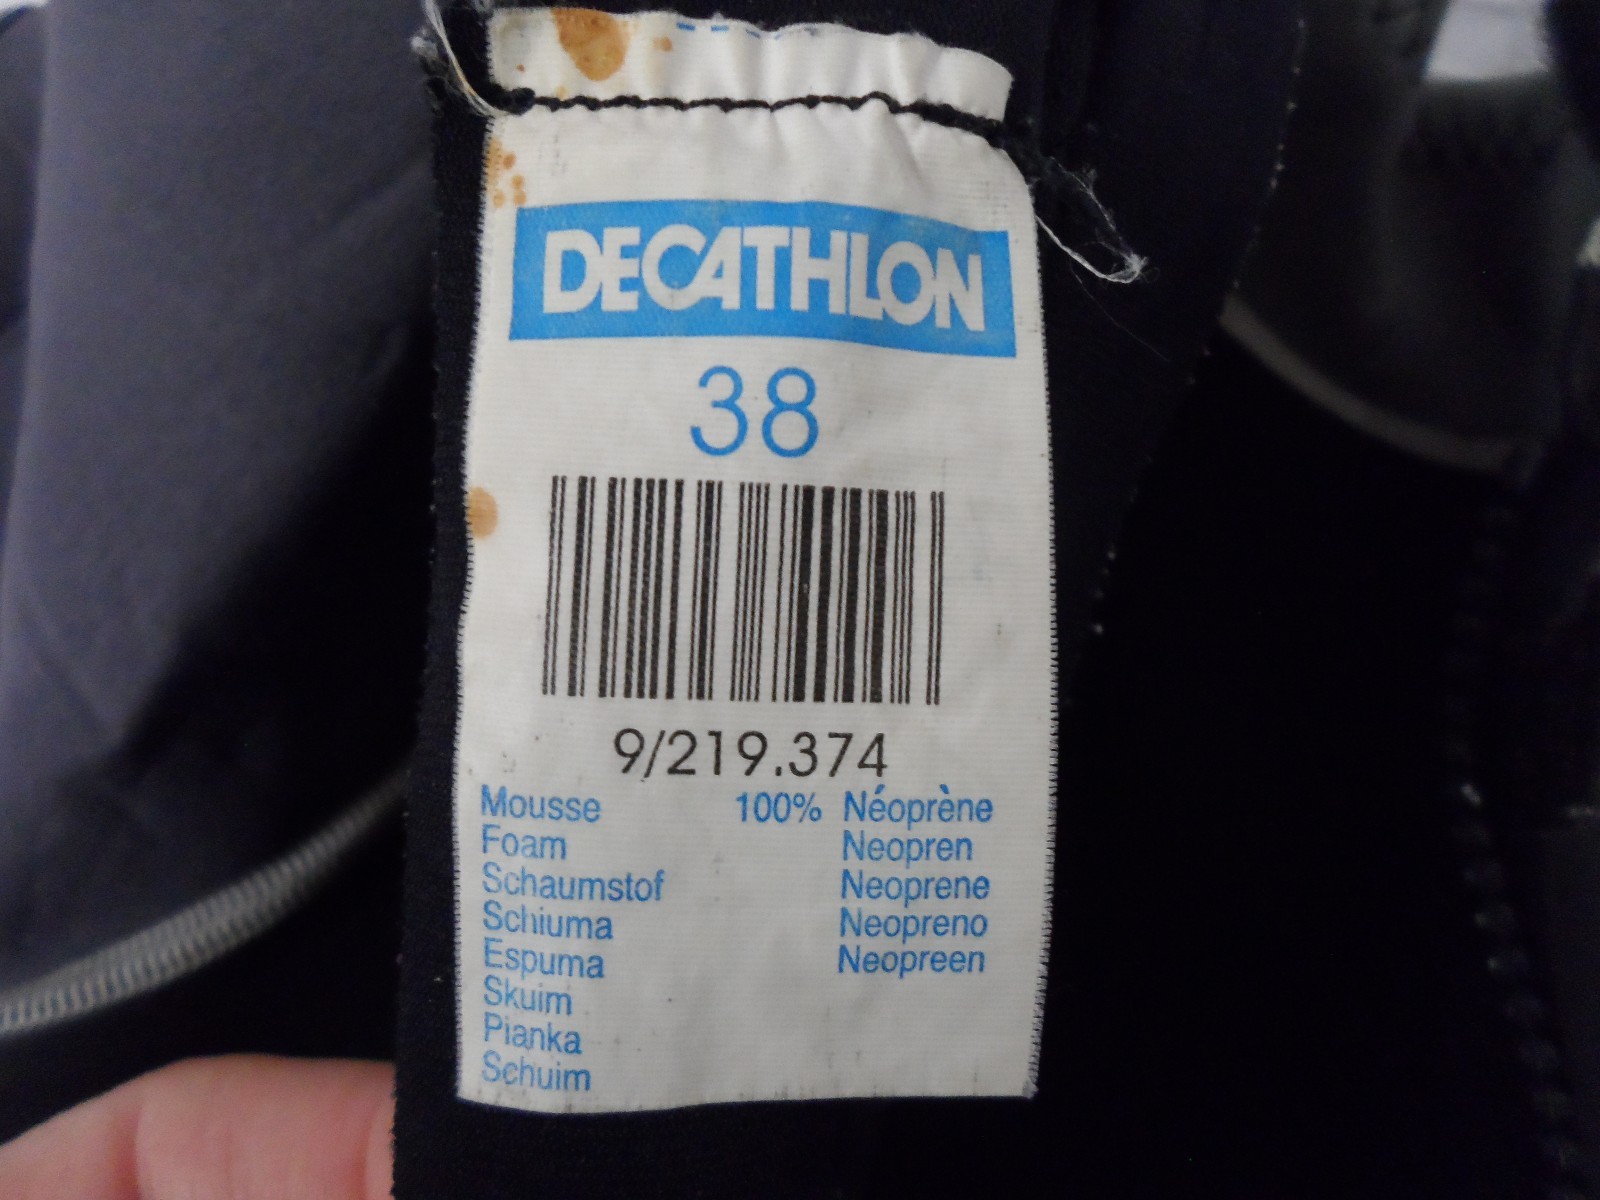 DECATHLON
38
9/219.374
Mousse 100% Néoprène
Foam Neopren
Schaumstof Neoprene
Schiuma Neopreno
Espuma Neopreen
Skuim
Pianka
Schuim